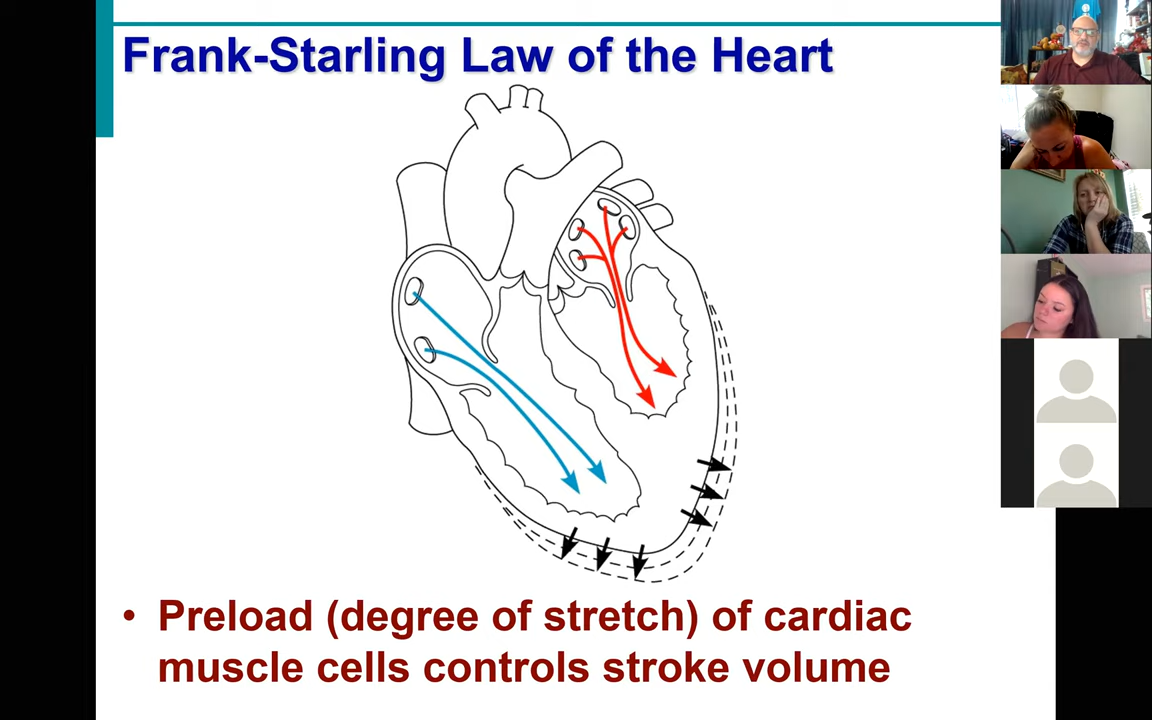 Frank-Starling Law of the Heart
• Preload (degree of stretch) of cardiac
muscle cells controls stroke volume